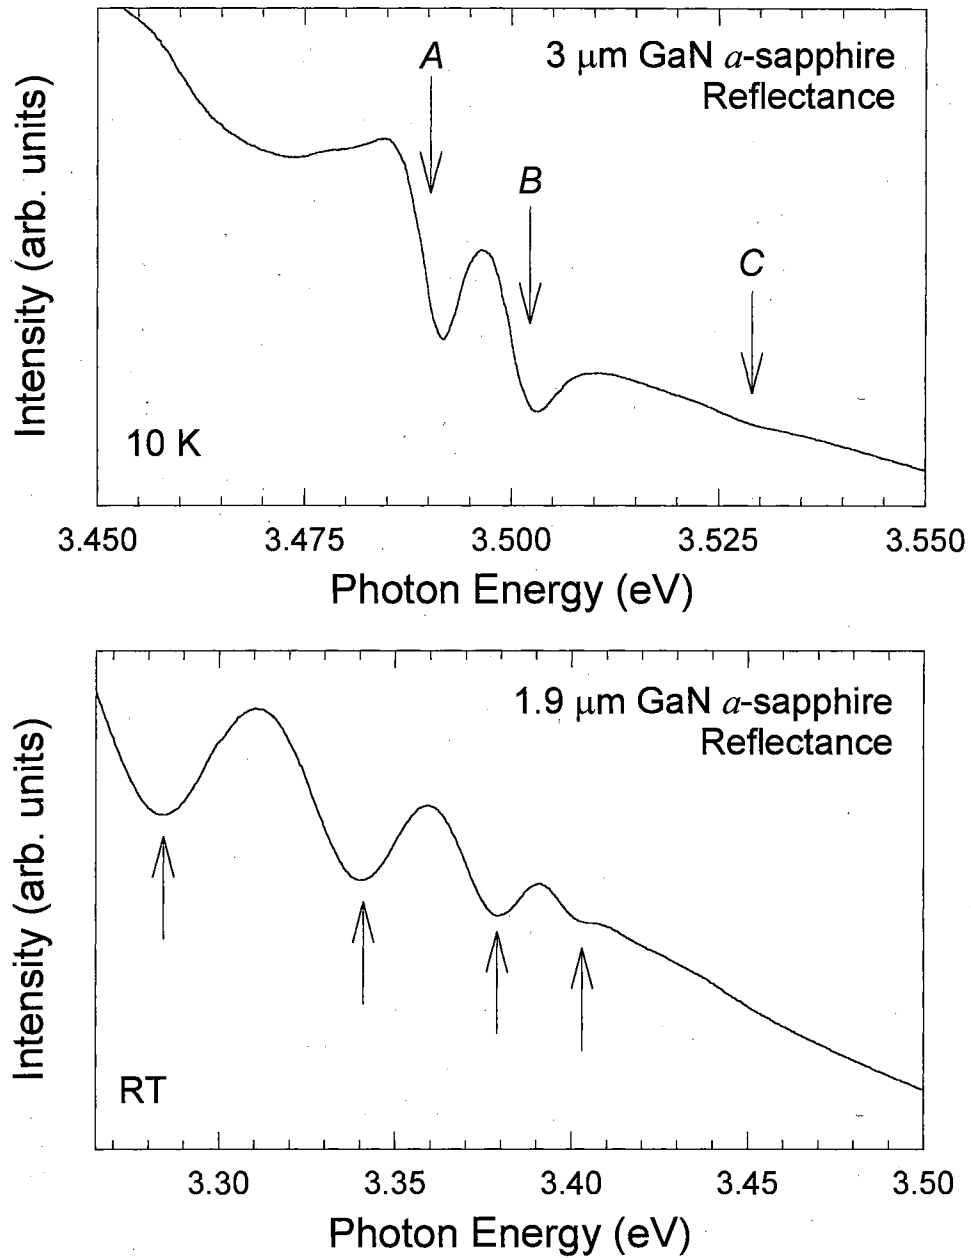 Intensity (arb. units)
3 μm GaN a-sapphire
Reflectance
A
B
C
10 K
3.450 3.475 3.500 3.525 3.550
Photon Energy (eV)
Intensity (arb. units)
1.9 μm GaN a-sapphire
Reflectance
RT
3.30 3.35 3.40 3.45 3.50
Photon Energy (eV)